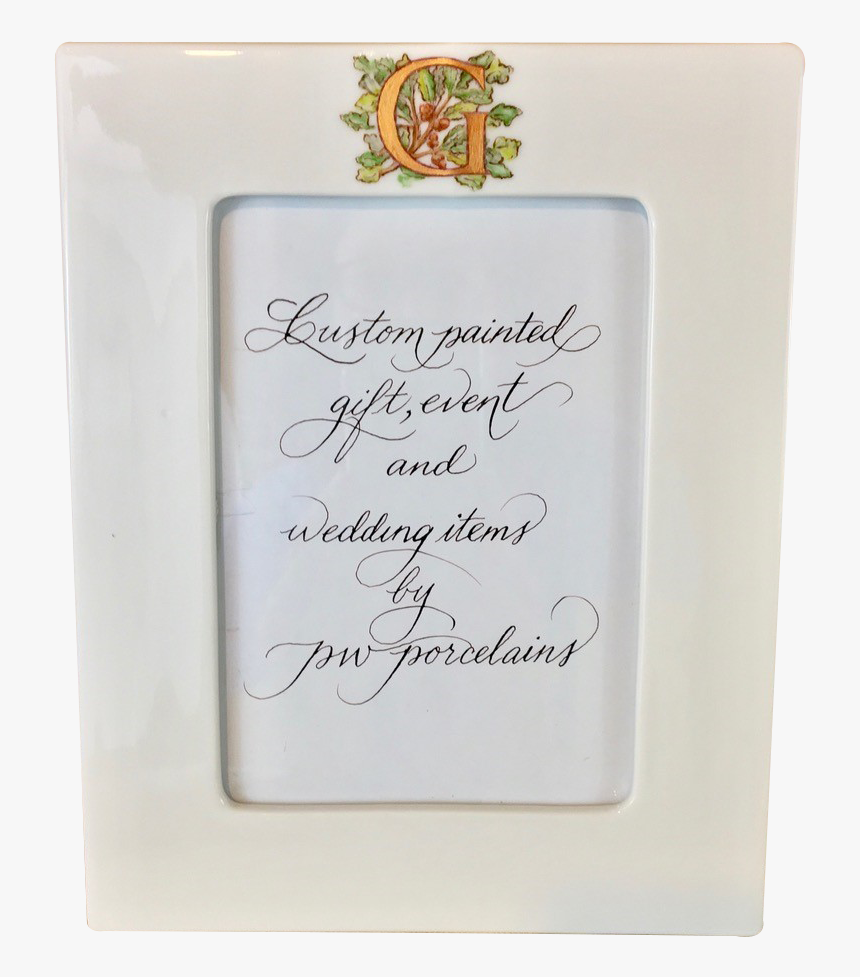 G
Custom painted
gift, event
and
wedding items
by
pw porcelains